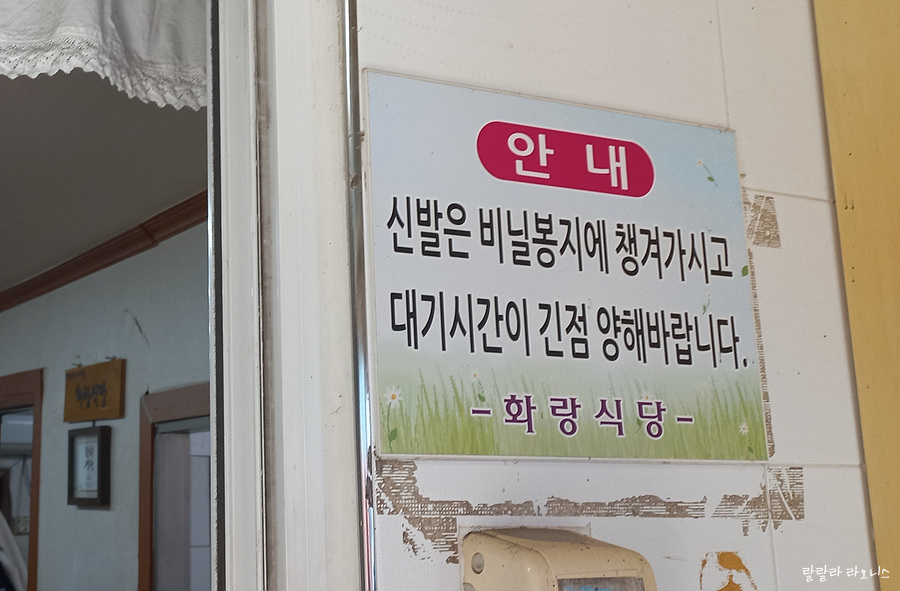 안 내
신발은 비닐봉지에 챙겨가시고
대기시간이 긴점 양해바랍니다.
-화랑식당-
랄랄라 라오니스